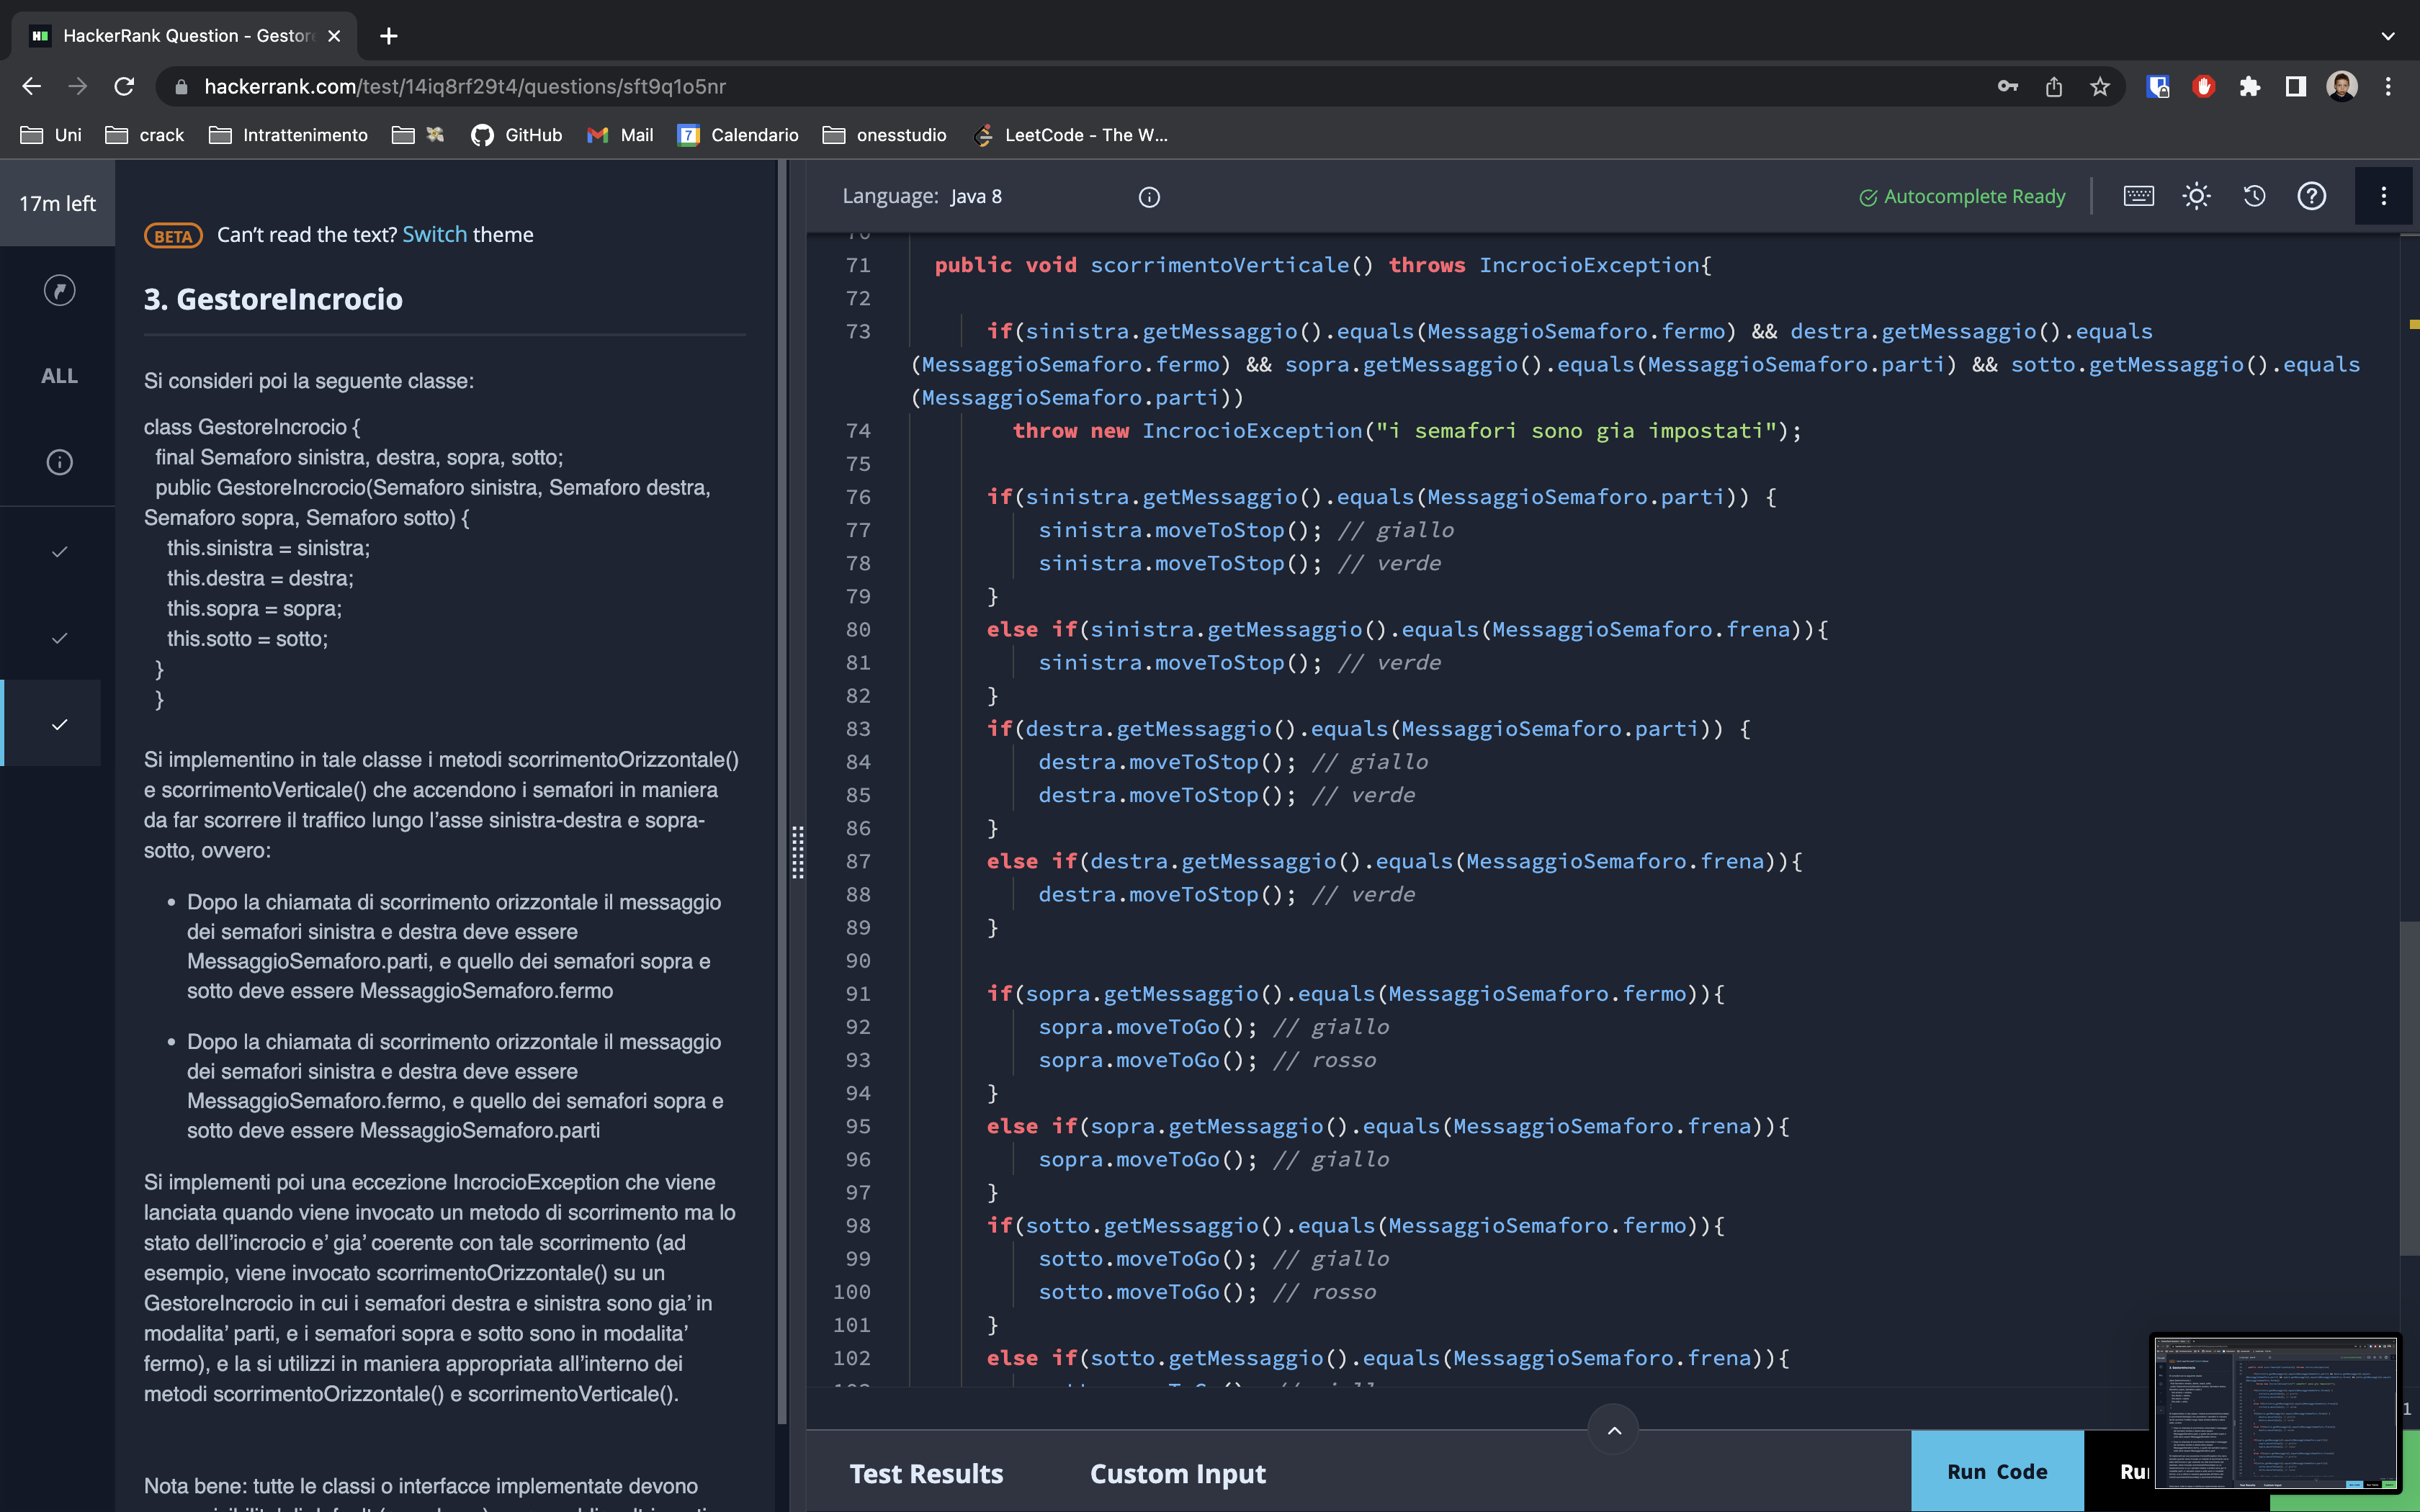 HackerRank Question - Gestore
hackerrank.com/test/14iq8rf29t4/questions/sft9q1o5nr
Uni crack Intrattenimento GitHub Mail 7 Calendario onesstudio LeetCode - The W...
17m left
ALL
BETA Can't read the text? Switch theme
3. GestoreIncrocio
Si consideri poi la seguente classe:
class GestoreIncrocio {
final Semaforo sinistra, destra, sopra, sotto;
public GestoreIncrocio(Semaforo sinistra, Semaforo destra,
Semaforo sopra, Semaforo sotto) {
this.sinistra = sinistra;
this.destra = destra;
this.sopra = sopra;
this.sotto = sotto;
}
}
Si implementino in tale classe i metodi scorrimentoOrizzontale()
e scorrimentoVerticale() che accendono i semafori in maniera
da far scorrere il traffico lungo l'asse sinistra-destra e sopra-
sotto, ovvero:
• Dopo la chiamata di scorrimento orizzontale il messaggio
dei semafori sinistra e destra deve essere
MessaggioSemaforo.parti, e quello dei semafori sopra e
sotto deve essere MessaggioSemaforo.fermo
• Dopo la chiamata di scorrimento orizzontale il messaggio
dei semafori sinistra e destra deve essere
MessaggioSemaforo.fermo, e quello dei semafori sopra e
sotto deve essere MessaggioSemaforo.parti
Si implementi poi una eccezione IncrocioException che viene
lanciata quando viene invocato un metodo di scorrimento ma lo
stato dell'incrocio e' gia' coerente con tale scorrimento (ad
esempio, viene invocato scorrimentoOrizzontale() su un
GestoreIncrocio in cui i semafori destra e sinistra sono gia' in
modalita' parti, e i semafori sopra e sotto sono in modalita'
fermo), e la si utilizzi in maniera appropriata all'interno dei
metodi scorrimentoOrizzontale() e scorrimentoVerticale().
Nota bene: tutte le classi o interfacce implementate devono
Language: Java 8
Autocomplete Ready
71 public void scorrimentoVerticale() throws IncrocioException{
72
73 if(sinistra.getMessaggio().equals(MessaggioSemaforo.fermo) && destra.getMessaggio().equals
(MessaggioSemaforo.fermo) && sopra.getMessaggio().equals(MessaggioSemaforo.parti) && sotto.getMessaggio().equals
(MessaggioSemaforo.parti))
74 throw new IncrocioException("i semafori sono gia impostati");
75
76 if(sinistra.getMessaggio().equals(MessaggioSemaforo.parti)) {
77 sinistra.moveToStop(); // giallo
78 sinistra.moveToStop(); // verde
79 }
80 else if(sinistra.getMessaggio().equals(MessaggioSemaforo.frena)){
81 sinistra.moveToStop(); // verde
82 }
83 if(destra.getMessaggio().equals(MessaggioSemaforo.parti)) {
84 destra.moveToStop(); // giallo
85 destra.moveToStop(); // verde
86 }
87 else if(destra.getMessaggio().equals(MessaggioSemaforo.frena)){
88 destra.moveToStop(); // verde
89 }
90
91 if(sopra.getMessaggio().equals(MessaggioSemaforo.fermo)){
92 sopra.moveToGo(); // giallo
93 sopra.moveToGo(); // rosso
94 }
95 else if(sopra.getMessaggio().equals(MessaggioSemaforo.frena)){
96 sopra.moveToGo(); // giallo
97 }
98 if(sotto.getMessaggio().equals(MessaggioSemaforo.fermo)){
99 sotto.moveToGo(); // giallo
100 sotto.moveToGo(); // rosso
101 }
102 else if(sotto.getMessaggio().equals(MessaggioSemaforo.frena)){
Test Results Custom Input Run Code